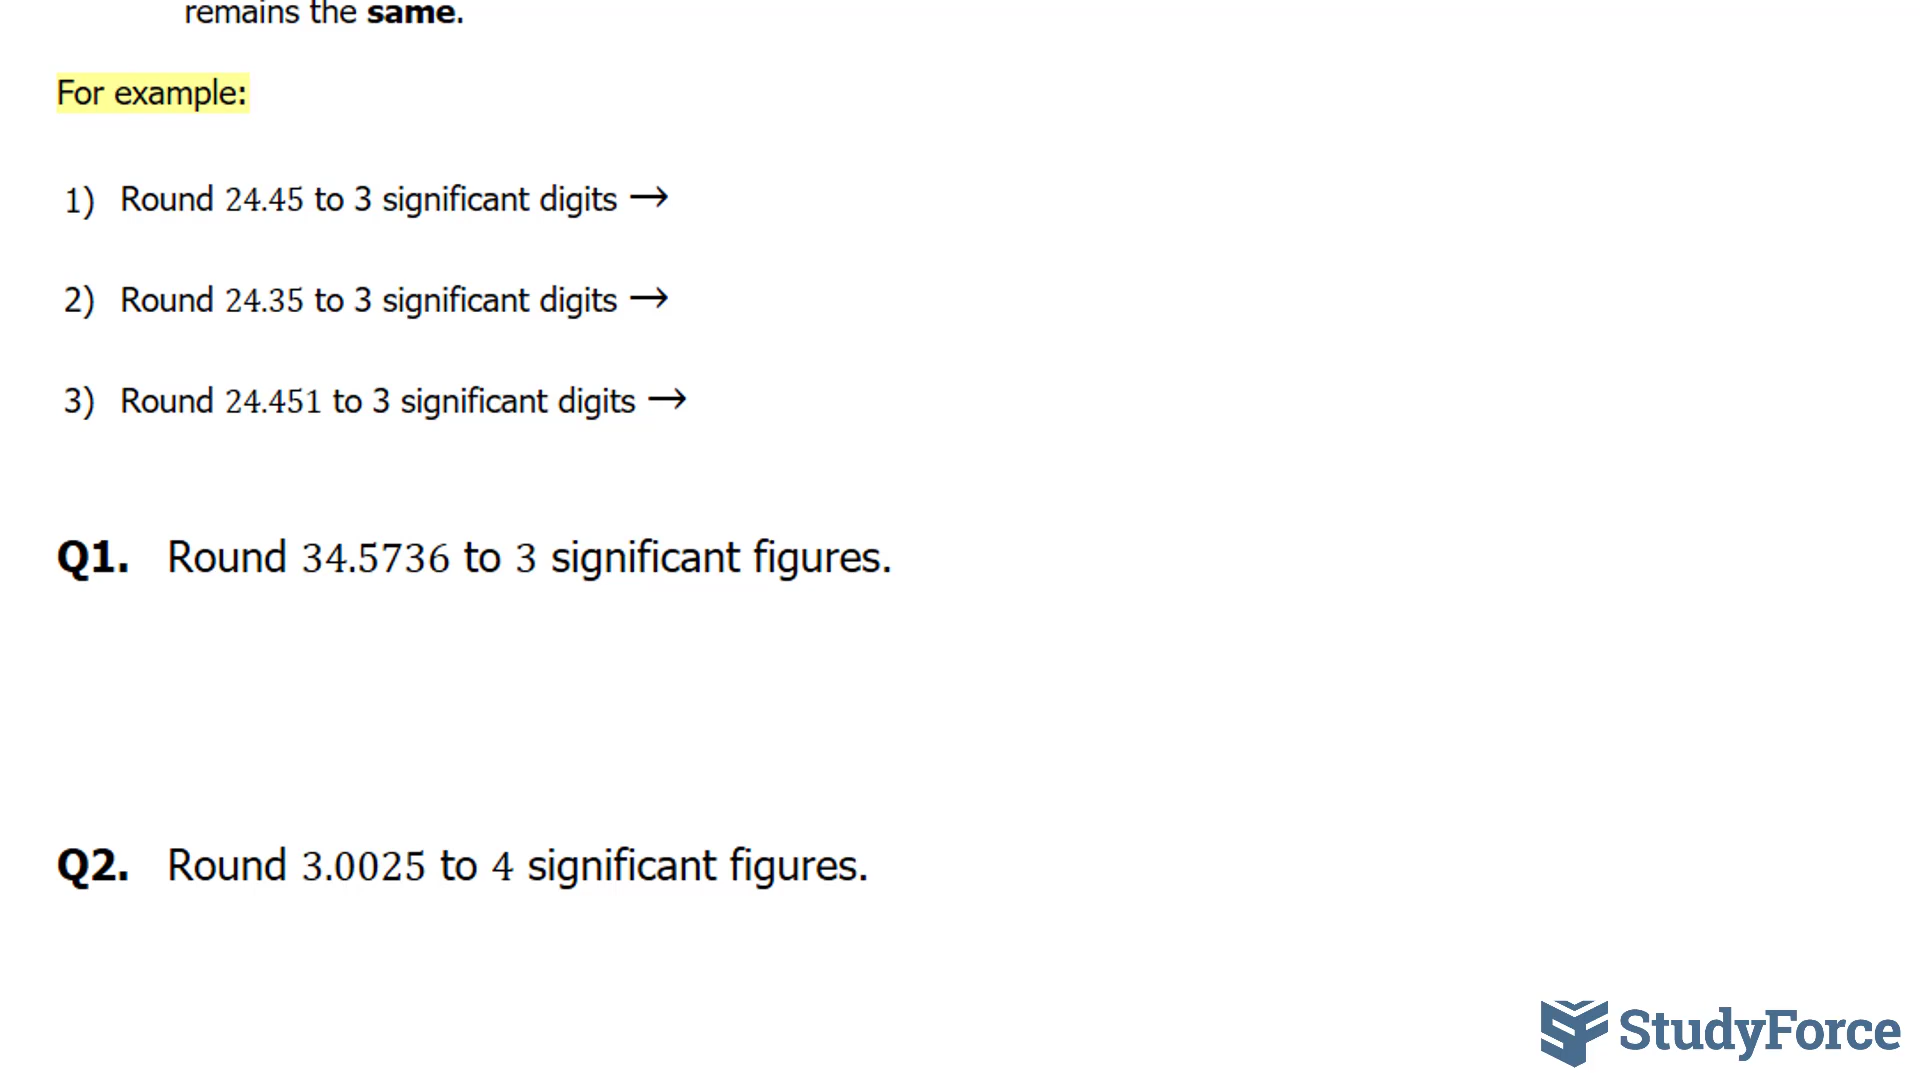 remains the same.
For example:
1) Round 24.45 to 3 significant digits →
2) Round 24.35 to 3 significant digits →
3) Round 24.451 to 3 significant digits →
Q1. Round 34.5736 to 3 significant figures.
Q2. Round 3.0025 to 4 significant figures.
StudyForce